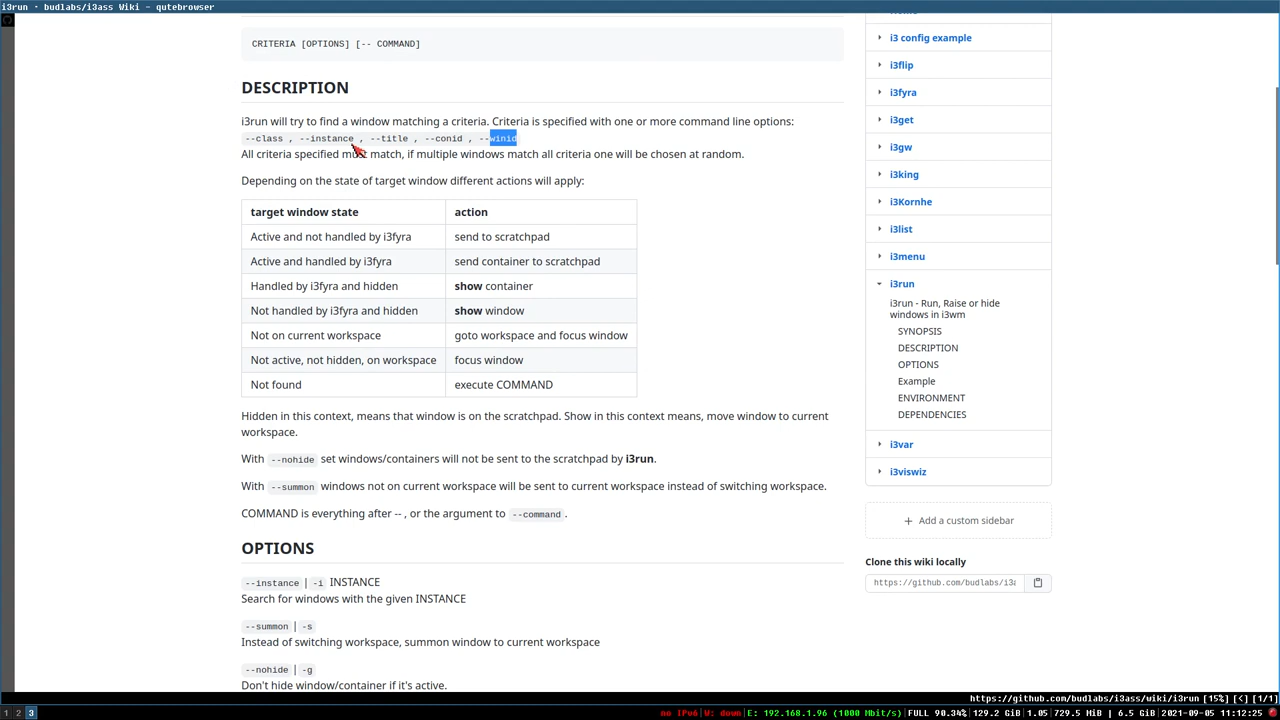 i3run · budlabs/i3ass Wiki - qutebrowser
CRITERIA [OPTIONS] [-- COMMAND]
DESCRIPTION
i3run will try to find a window matching a criteria. Criteria is specified with one or more command line options:
--class , --instance , --title , --conid , --winid
All criteria specified must match, if multiple windows match all criteria one will be chosen at random.
Depending on the state of target window different actions will apply:
target window state action
Active and not handled by i3fyra send to scratchpad
Active and handled by i3fyra send container to scratchpad
Handled by i3fyra and hidden show container
Not handled by i3fyra and hidden show window
Not on current workspace goto workspace and focus window
Not active, not hidden, on workspace focus window
Not found execute COMMAND
Hidden in this context, means that window is on the scratchpad. Show in this context means, move window to current
workspace.
With --nohide set windows/containers will not be sent to the scratchpad by i3run.
With --summon windows not on current workspace will be sent to current workspace instead of switching workspace.
COMMAND is everything after -- , or the argument to --command .
OPTIONS
--instance | -i INSTANCE
Search for windows with the given INSTANCE
--summon | -s
Instead of switching workspace, summon window to current workspace
--nohide | -g
Don't hide window/container if it's active.
i3 config example
i3flip
i3fyra
i3get
i3gw
i3king
i3Kornhe
i3list
i3menu
i3run
i3run - Run, Raise or hide
windows in i3wm
SYNOPSIS
DESCRIPTION
OPTIONS
Example
ENVIRONMENT
DEPENDENCIES
i3var
i3viswiz
Add a custom sidebar
Clone this wiki locally
https://github.com/budlabs/i3a
https://github.com/budlabs/i3ass/wiki/i3run [15%] [<] [1/1]
1 2 3
no IPv6|W: down|E: 192.168.1.96 (1000 Mbit/s)|FULL 90.34%|129.2 GiB|1.05|729.5 MiB | 6.5 GiB|2021-09-05 11:12:25